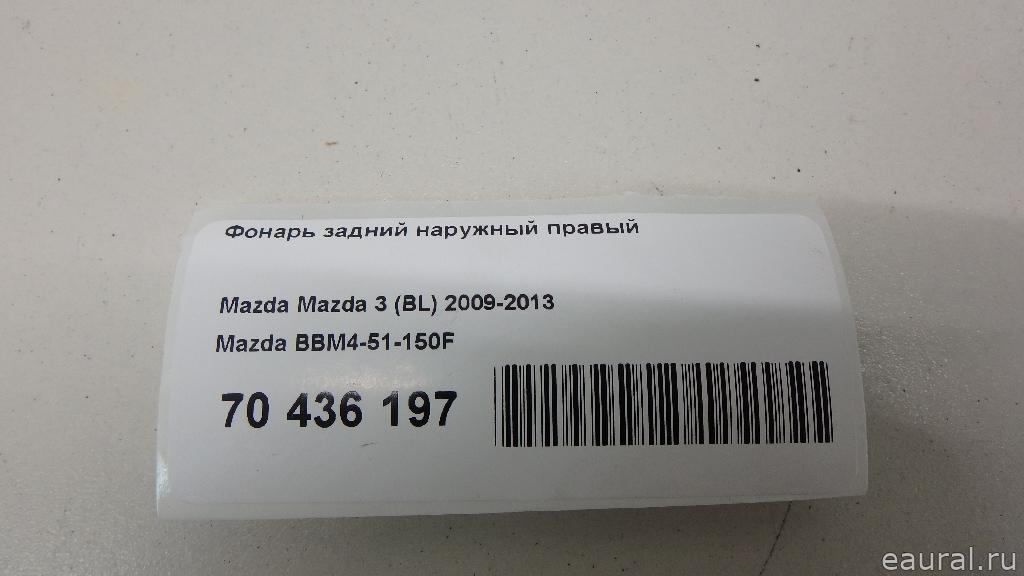 Фонарь задний наружный правый
Mazda Mazda 3 (BL) 2009-2013
Mazda BBM4-51-150F
70 436 197
eaural.ru